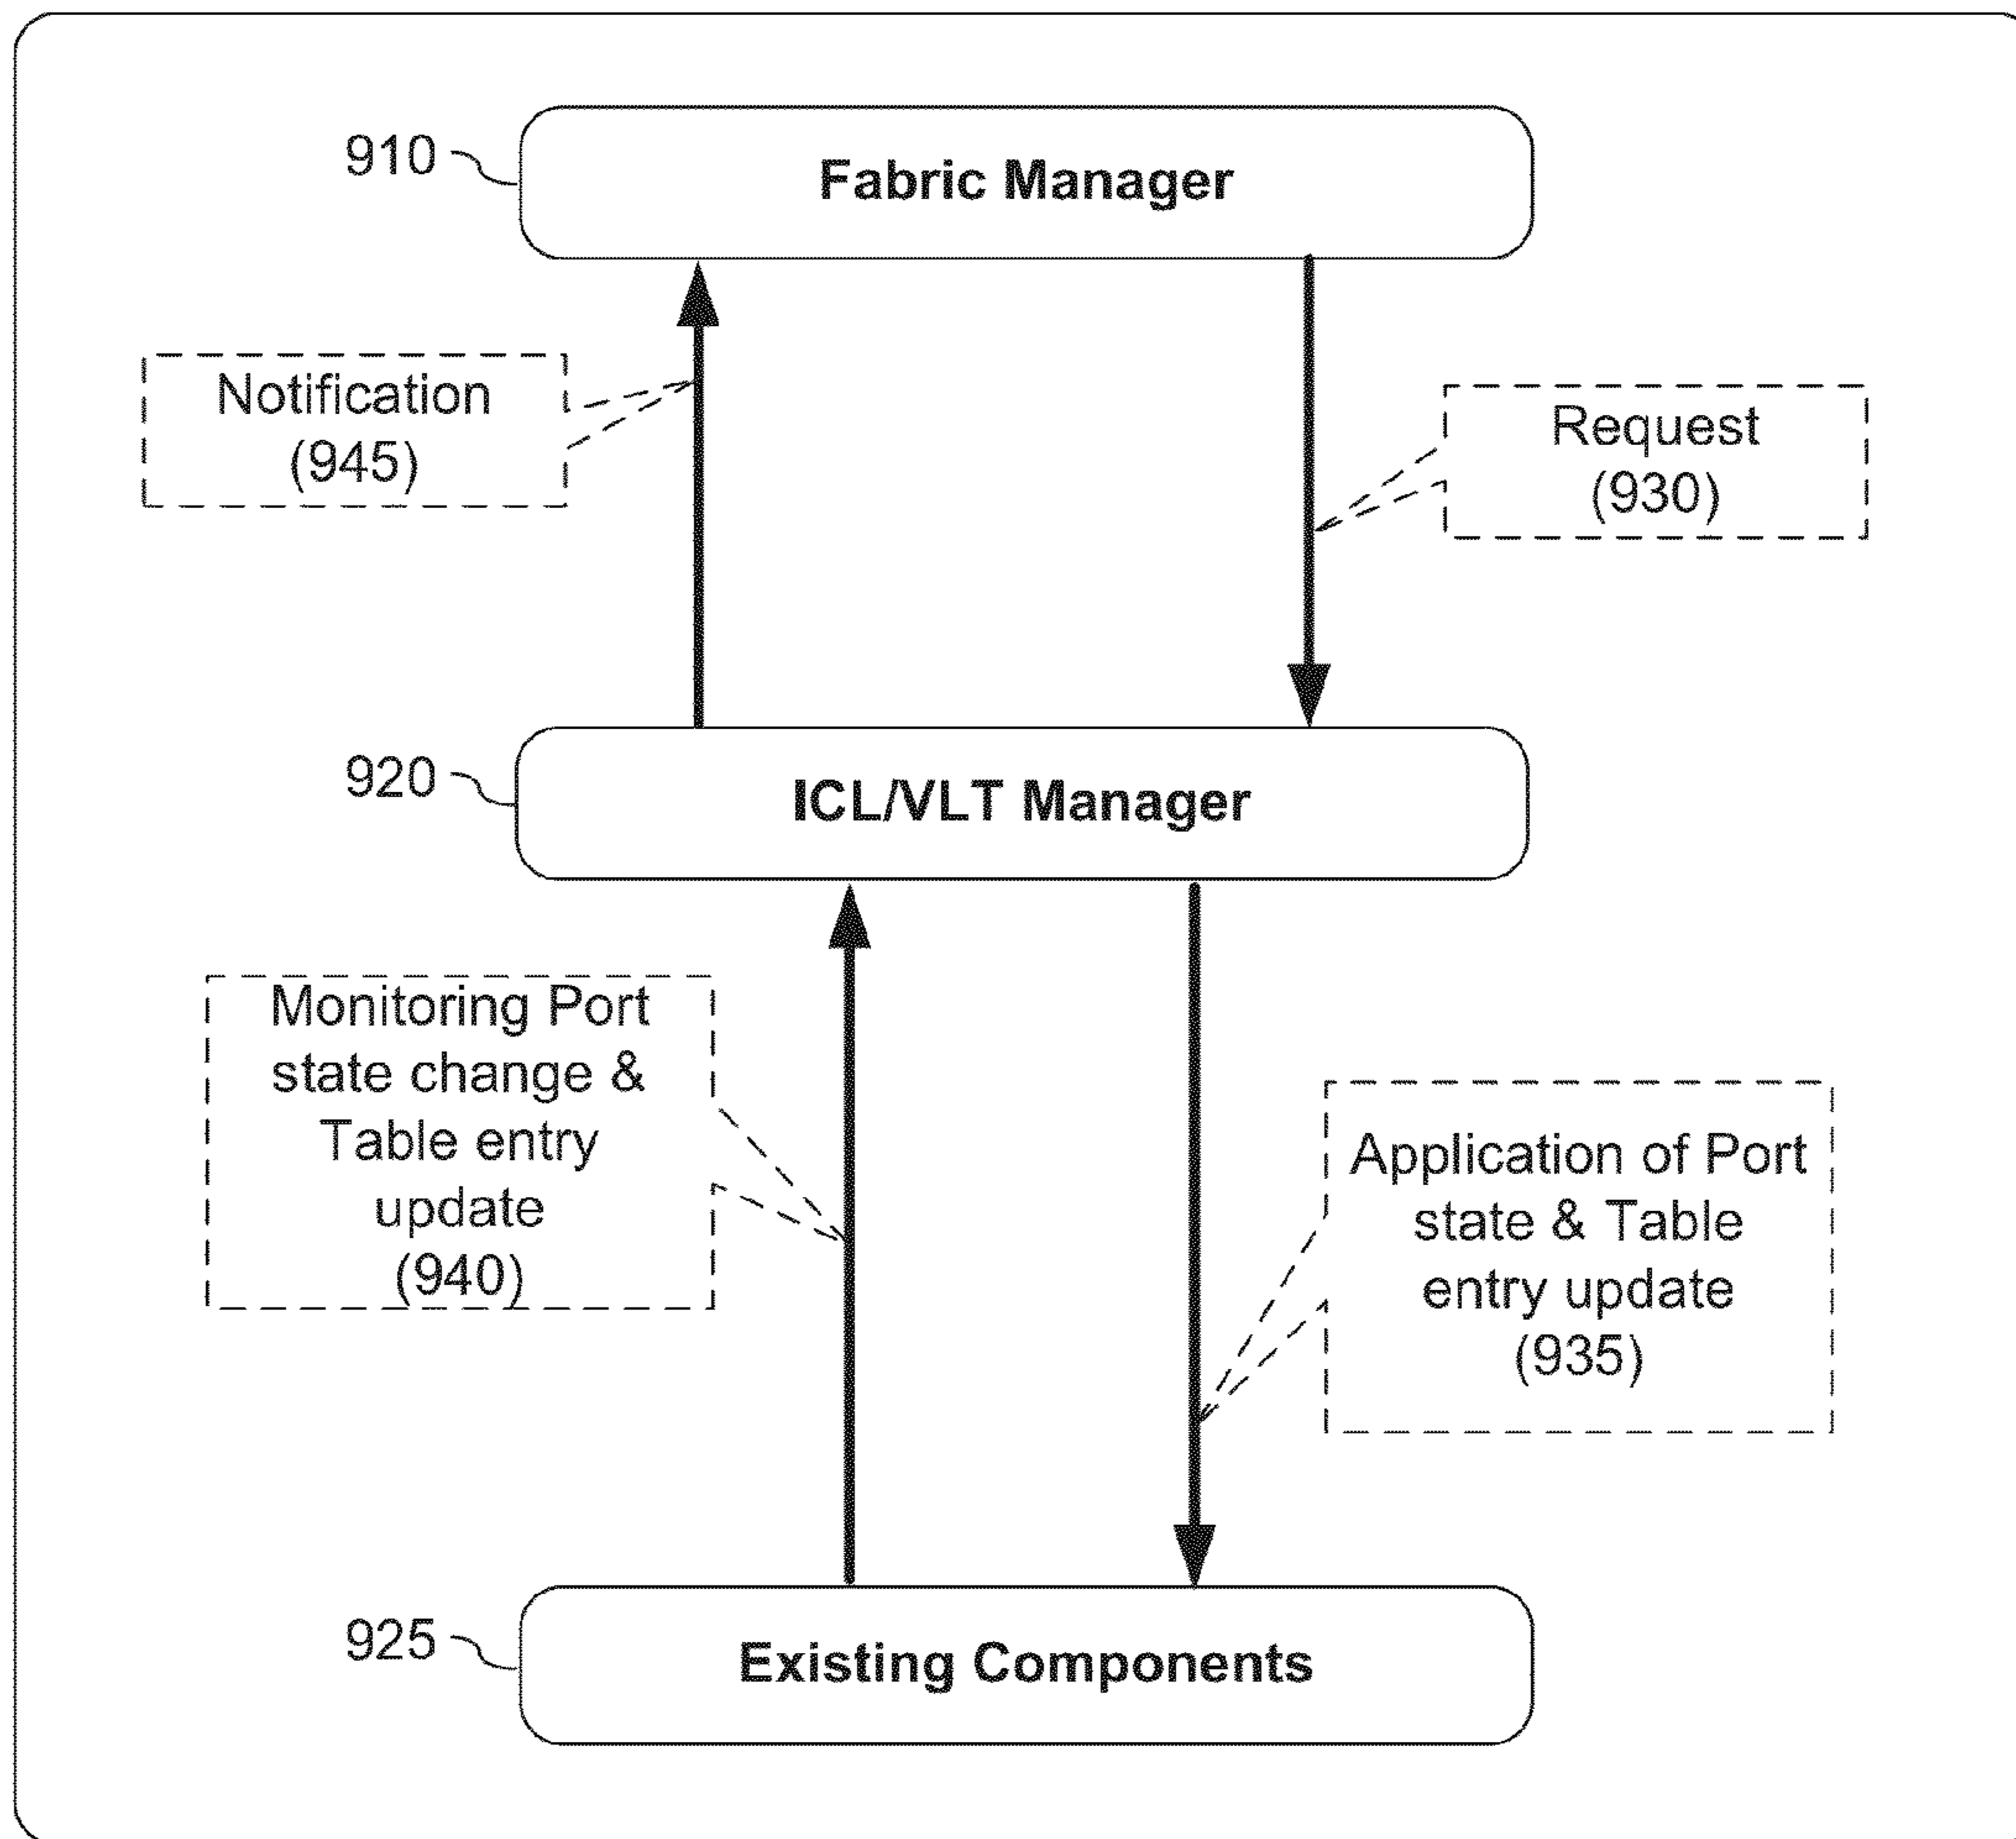 910
Fabric Manager
Notification
(945)
Request
(930)
920
ICL/VLT Manager
Monitoring Port
state change &
Table entry
update
(940)
Application of Port
state & Table
entry update
(935)
925
Existing Components